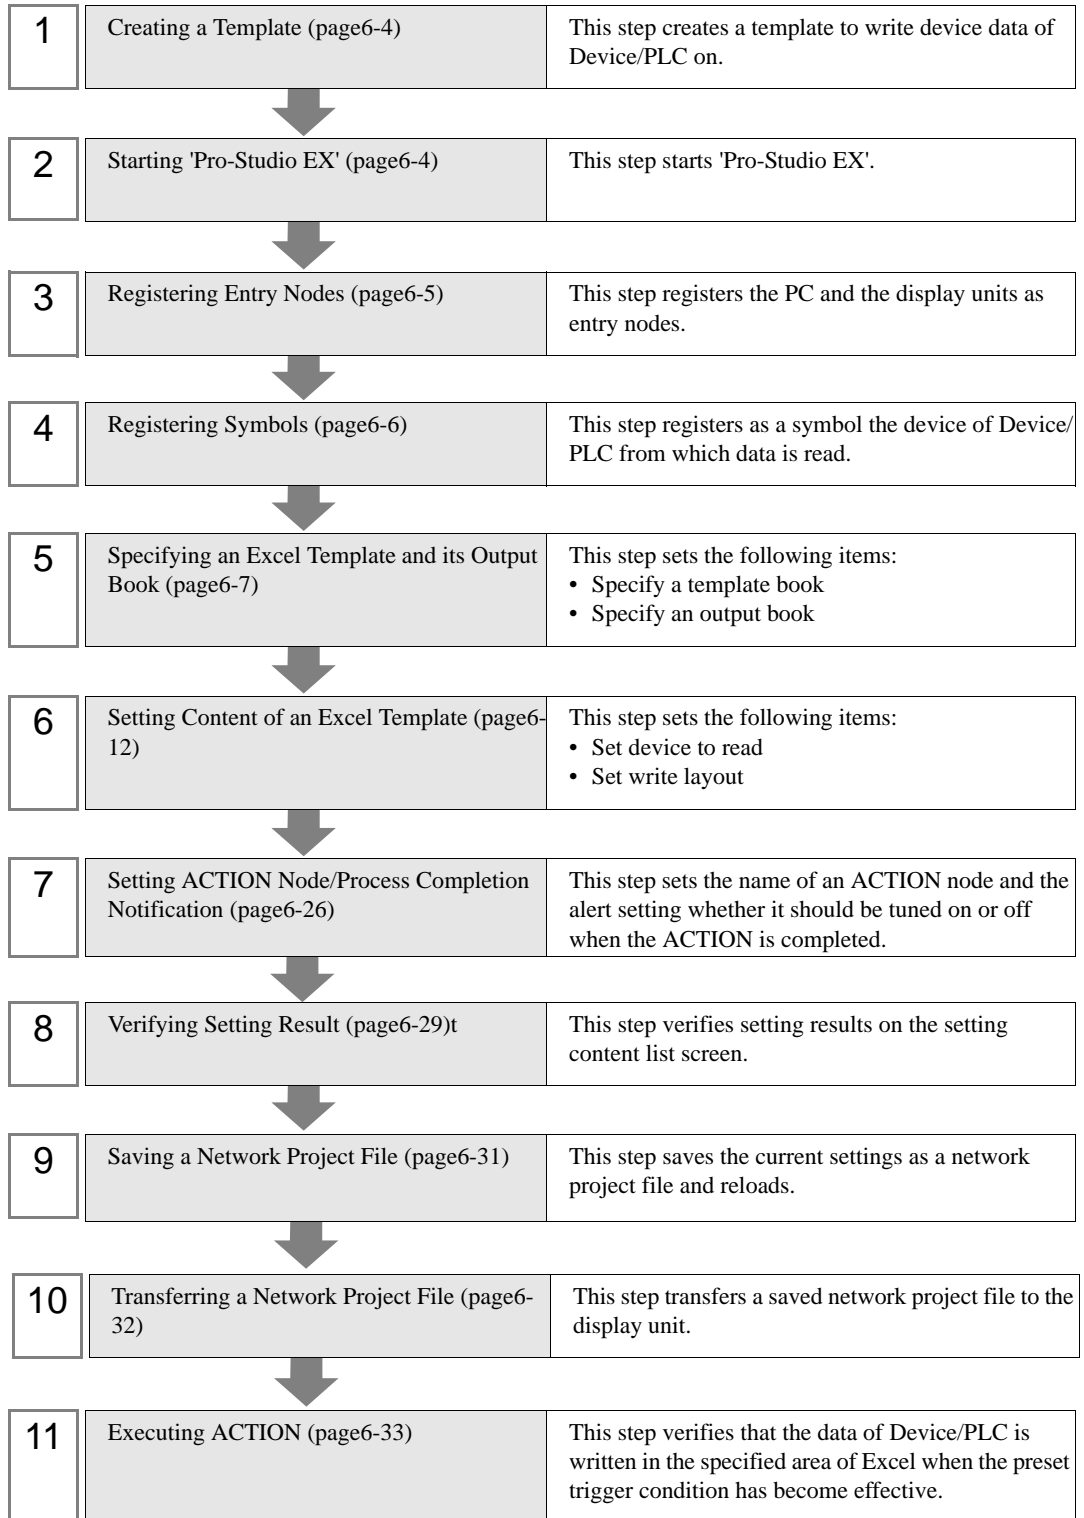 1
Creating a Template (page6-4)
This step creates a template to write device data of
Device/PLC on.
2
Starting 'Pro-Studio EX' (page6-4)
This step starts 'Pro-Studio EX'.
3
Registering Entry Nodes (page6-5)
This step registers the PC and the display units as
entry nodes.
4
Registering Symbols (page6-6)
This step registers as a symbol the device of Device/
PLC from which data is read.
5
Specifying an Excel Template and its Output
Book (page6-7)
This step sets the following items:
• Specify a template book
• Specify an output book
6
Setting Content of an Excel Template (page6-
12)
This step sets the following items:
• Set device to read
• Set write layout
7
Setting ACTION Node/Process Completion
Notification (page6-26)
This step sets the name of an ACTION node and the
alert setting whether it should be tuned on or off
when the ACTION is completed.
8
Verifying Setting Result (page6-29)t
This step verifies setting results on the setting
content list screen.
9
Saving a Network Project File (page6-31)
This step saves the current settings as a network
project file and reloads.
10
Transferring a Network Project File (page6-
32)
This step transfers a saved network project file to the
display unit.
11
Executing ACTION (page6-33)
This step verifies that the data of Device/PLC is
written in the specified area of Excel when the preset
trigger condition has become effective.